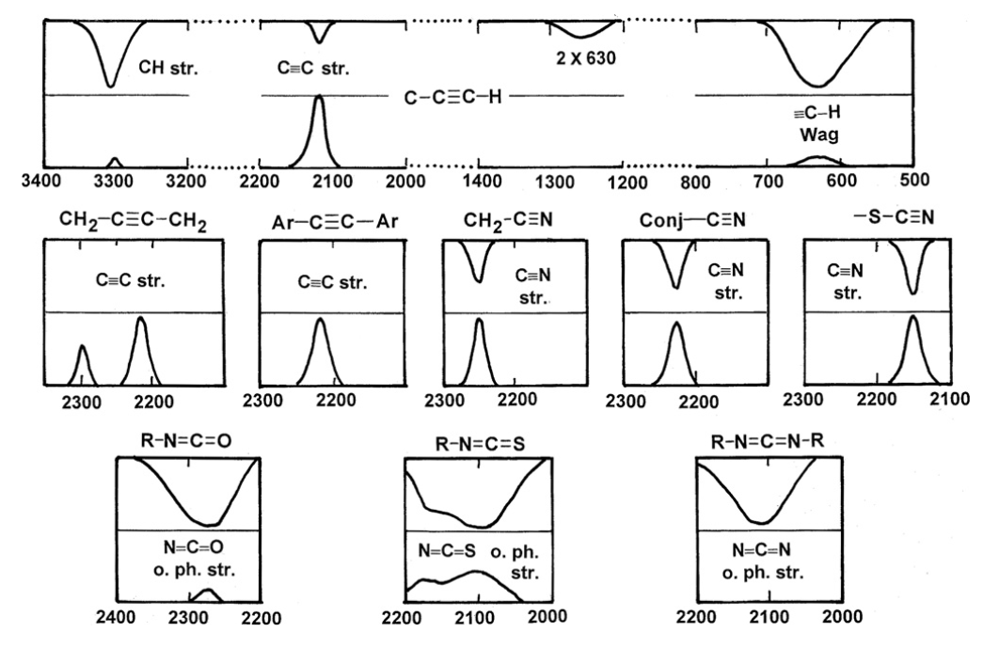 CH str.
C≡C str.
2 X 630
C–C≡C–H
≡C–H
Wag
3400 3300 3200 2200 2100 2000 1400 1300 1200 800 700 600 500
CH₂–C≡C–CH₂ Ar–C≡C–Ar CH₂–C≡N Conj–C≡N –S–C≡N
C≡C str. C≡C str. C≡N C≡N C≡N
str. str. str.
2300 2200 2300 2200 2300 2200 2300 2200 2200 2100
R–N=C=O R–N=C=S R–N=C=N–R
N=C=O N=C=S o. ph. N=C=N
o. ph. str. str. o. ph. str.
2400 2300 2200 2200 2100 2000 2200 2100 2000